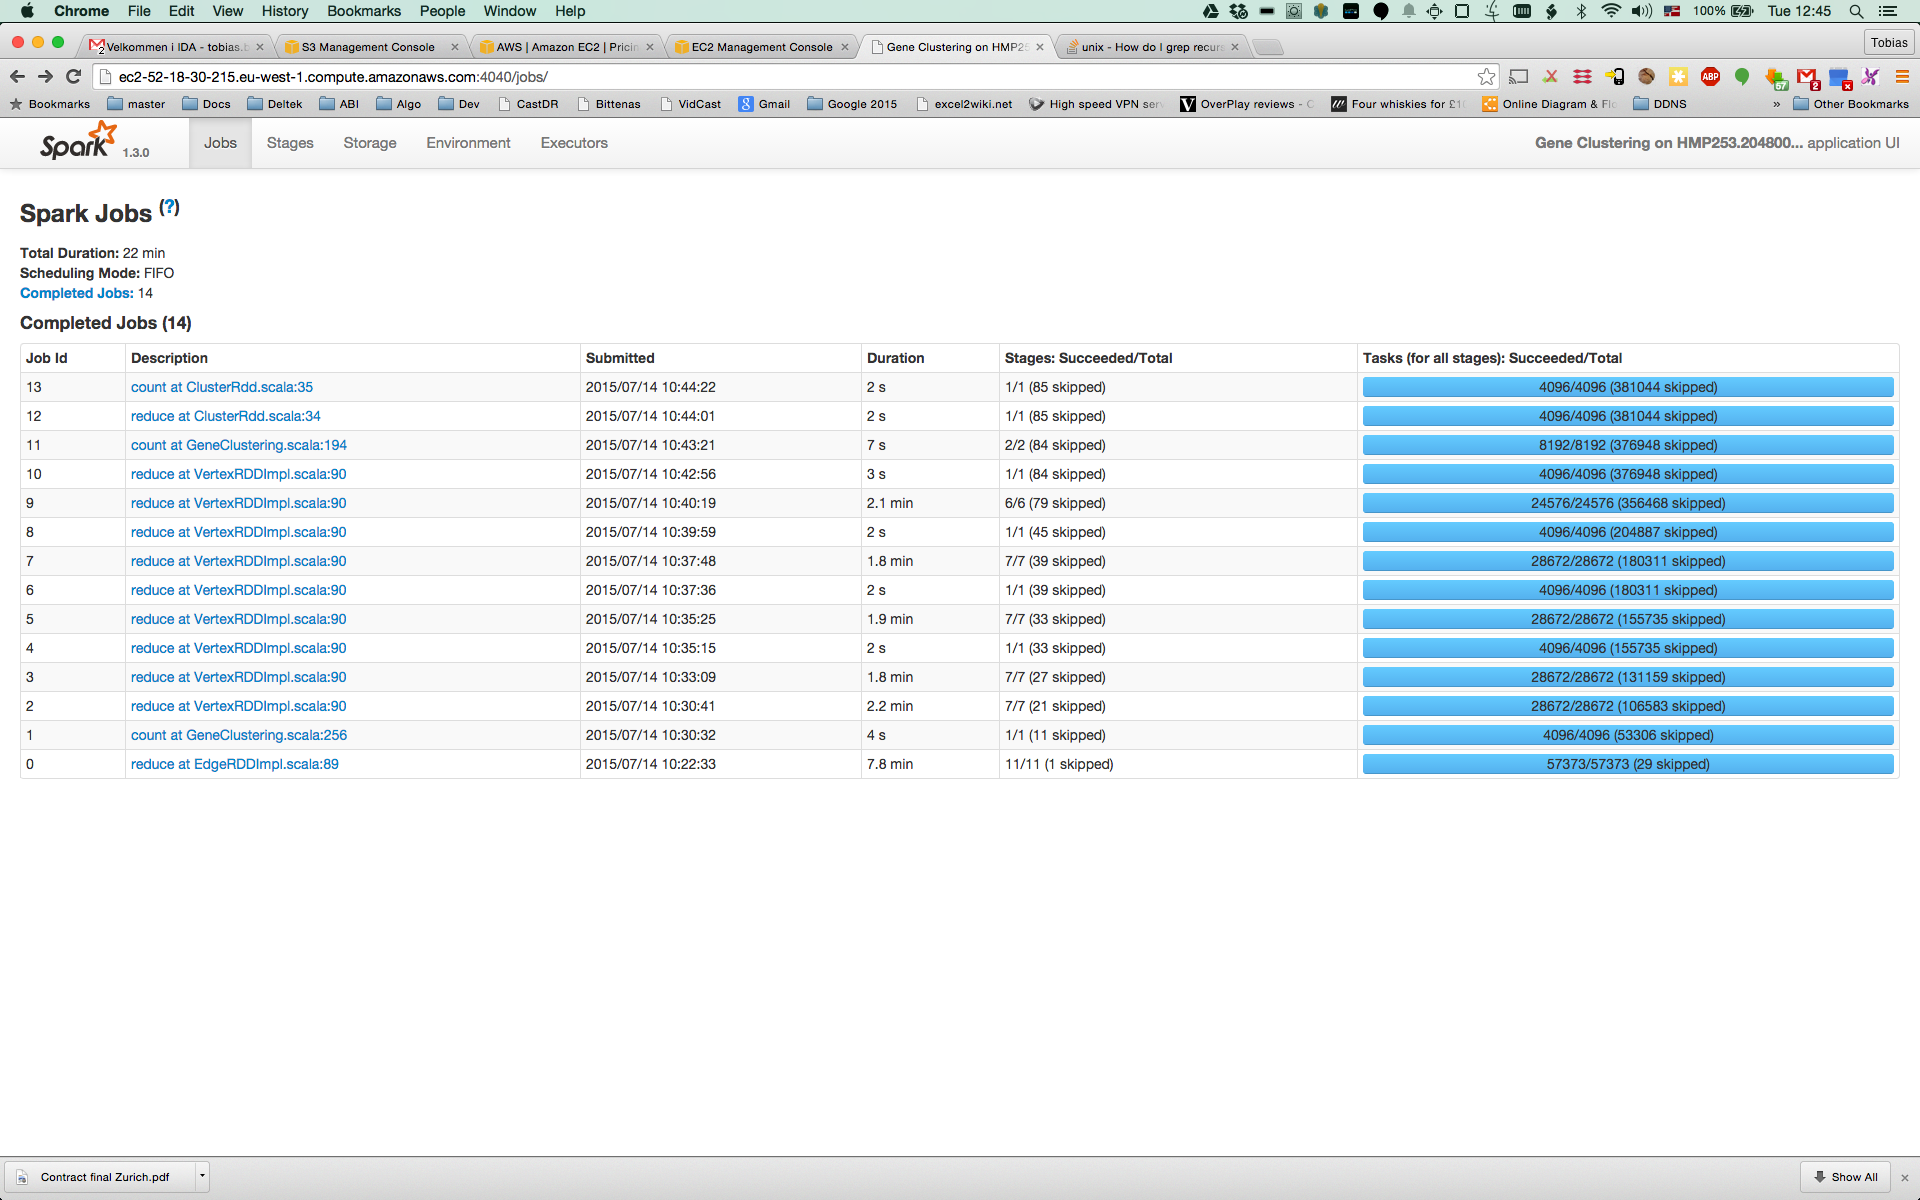 Chrome File Edit View History Bookmarks People Window Help 100% Tue 12:45
Velkommen i IDA - tobias.b S3 Management Console AWS | Amazon EC2 | Pricin EC2 Management Console Gene Clustering on HMP25 unix - How do I grep recurs Tobias
ec2-52-18-30-215.eu-west-1.compute.amazonaws.com:4040/jobs/
Bookmarks master Docs Deltek ABI Algo Dev CastDR Bittenas VidCast Gmail Google 2015 excel2wiki.net High speed VPN serv OverPlay reviews - Four whiskies for £10 Online Diagram & Flo DDNS » Other Bookmarks
Spark 1.3.0 Jobs Stages Storage Environment Executors Gene Clustering on HMP253.204800... application UI
Spark Jobs (?)
Total Duration: 22 min
Scheduling Mode: FIFO
Completed Jobs: 14
Completed Jobs (14)
Job Id Description Submitted Duration Stages: Succeeded/Total Tasks (for all stages): Succeeded/Total
13 count at ClusterRdd.scala:35 2015/07/14 10:44:22 2 s 1/1 (85 skipped) 4096/4096 (381044 skipped)
12 reduce at ClusterRdd.scala:34 2015/07/14 10:44:01 2 s 1/1 (85 skipped) 4096/4096 (381044 skipped)
11 count at GeneClustering.scala:194 2015/07/14 10:43:21 7 s 2/2 (84 skipped) 8192/8192 (376948 skipped)
10 reduce at VertexRDDImpl.scala:90 2015/07/14 10:42:56 3 s 1/1 (84 skipped) 4096/4096 (376948 skipped)
9 reduce at VertexRDDImpl.scala:90 2015/07/14 10:40:19 2.1 min 6/6 (79 skipped) 24576/24576 (356468 skipped)
8 reduce at VertexRDDImpl.scala:90 2015/07/14 10:39:59 2 s 1/1 (45 skipped) 4096/4096 (204887 skipped)
7 reduce at VertexRDDImpl.scala:90 2015/07/14 10:37:48 1.8 min 7/7 (39 skipped) 28672/28672 (180311 skipped)
6 reduce at VertexRDDImpl.scala:90 2015/07/14 10:37:36 2 s 1/1 (39 skipped) 4096/4096 (180311 skipped)
5 reduce at VertexRDDImpl.scala:90 2015/07/14 10:35:25 1.9 min 7/7 (33 skipped) 28672/28672 (155735 skipped)
4 reduce at VertexRDDImpl.scala:90 2015/07/14 10:35:15 2 s 1/1 (33 skipped) 4096/4096 (155735 skipped)
3 reduce at VertexRDDImpl.scala:90 2015/07/14 10:33:09 1.8 min 7/7 (27 skipped) 28672/28672 (131159 skipped)
2 reduce at VertexRDDImpl.scala:90 2015/07/14 10:30:41 2.2 min 7/7 (21 skipped) 28672/28672 (106583 skipped)
1 count at GeneClustering.scala:256 2015/07/14 10:30:32 4 s 1/1 (11 skipped) 4096/4096 (53306 skipped)
0 reduce at EdgeRDDImpl.scala:89 2015/07/14 10:22:33 7.8 min 11/11 (1 skipped) 57373/57373 (29 skipped)
Contract final Zurich.pdf Show All